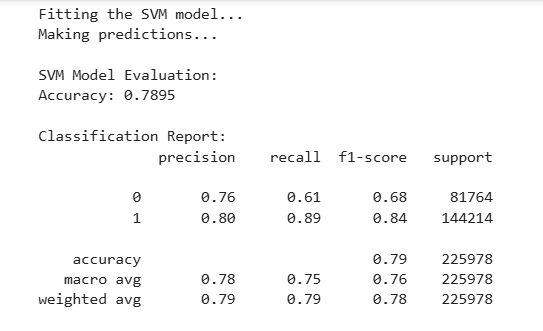 Fitting the SVM model...
Making predictions...
SVM Model Evaluation:
Accuracy: 0.7895
Classification Report:
precision recall f1-score support
0 0.76 0.61 0.68 81764
1 0.80 0.89 0.84 144214
accuracy 0.79 225978
macro avg 0.78 0.75 0.76 225978
weighted avg 0.79 0.79 0.78 225978